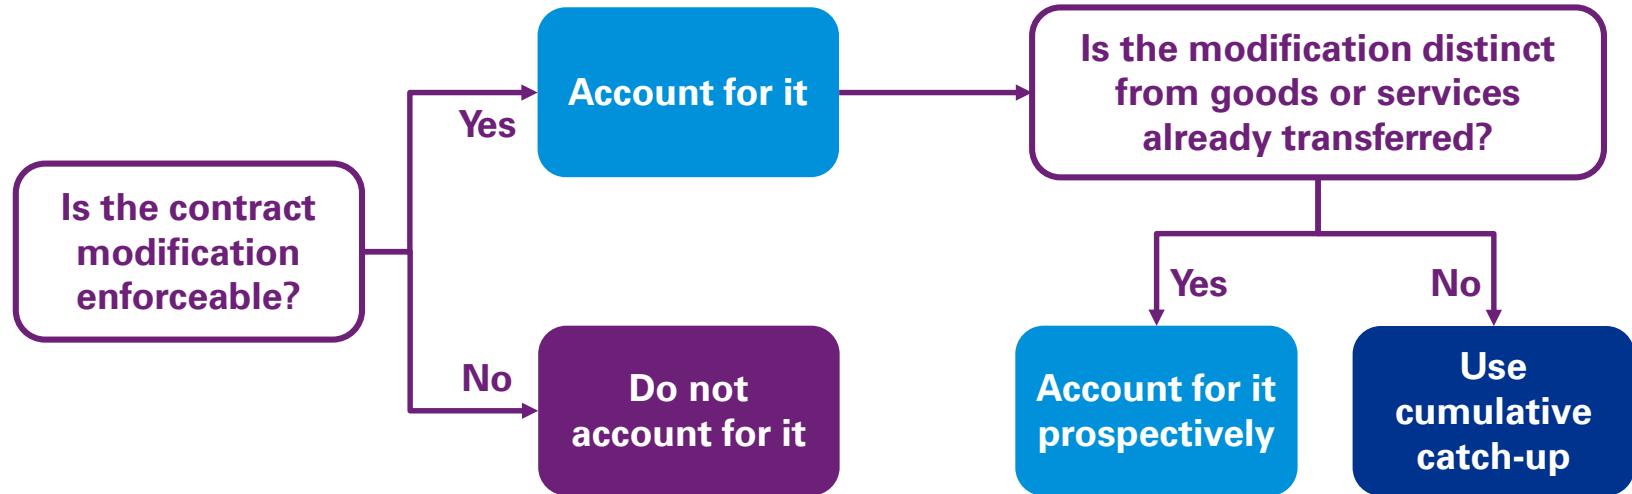 Is the contract
modification
enforceable?
Yes
Account for it
No
Do not
account for it
Is the modification distinct
from goods or services
already transferred?
Yes
Account for it
prospectively
No
Use
cumulative
catch-up